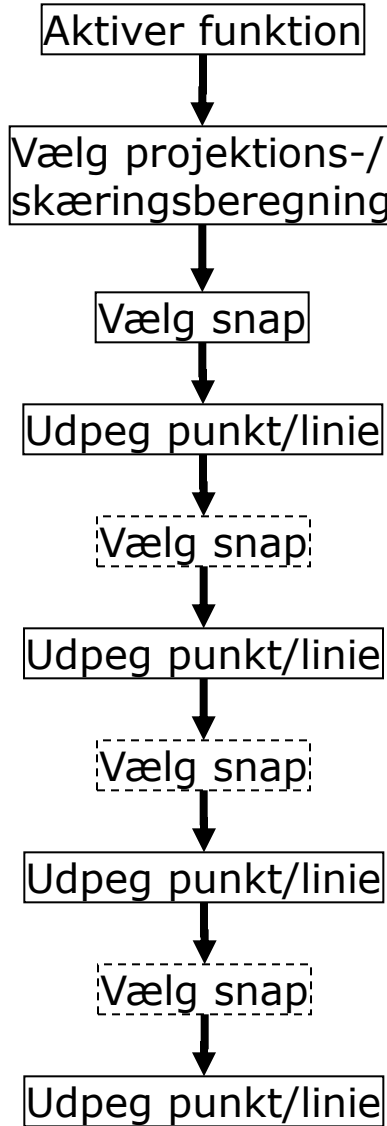 Aktiver funktion
Vælg projektions-/
skæringsberegning
Vælg snap
Udpeg punkt/linie
Vælg snap
Udpeg punkt/linie
Vælg snap
Udpeg punkt/linie
Vælg snap
Udpeg punkt/linie